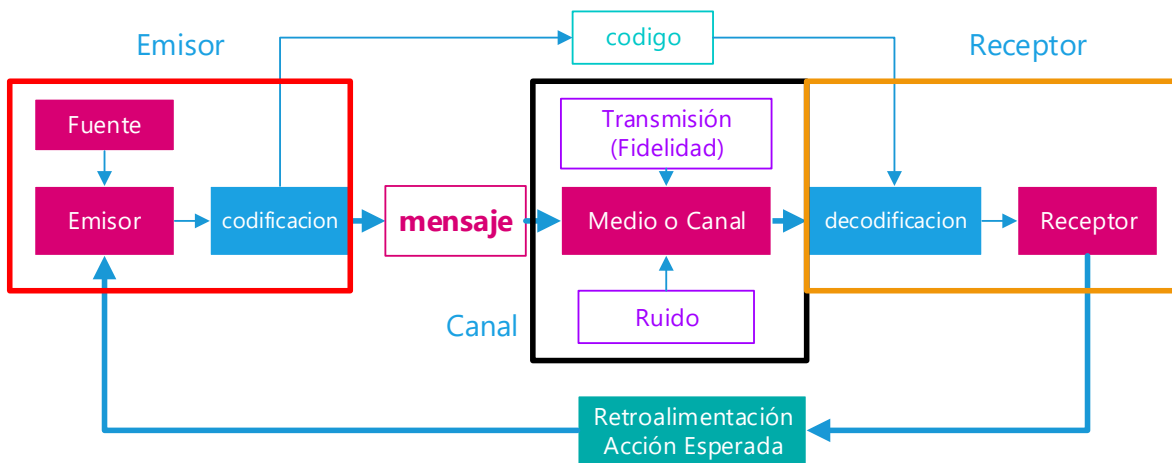 Emisor
codigo
Receptor
Fuente
Transmisión
(Fidelidad)
Emisor
codificacion
mensaje
Medio o Canal
decodificacion
Receptor
Canal
Ruido
Retroalimentación
Acción Esperada